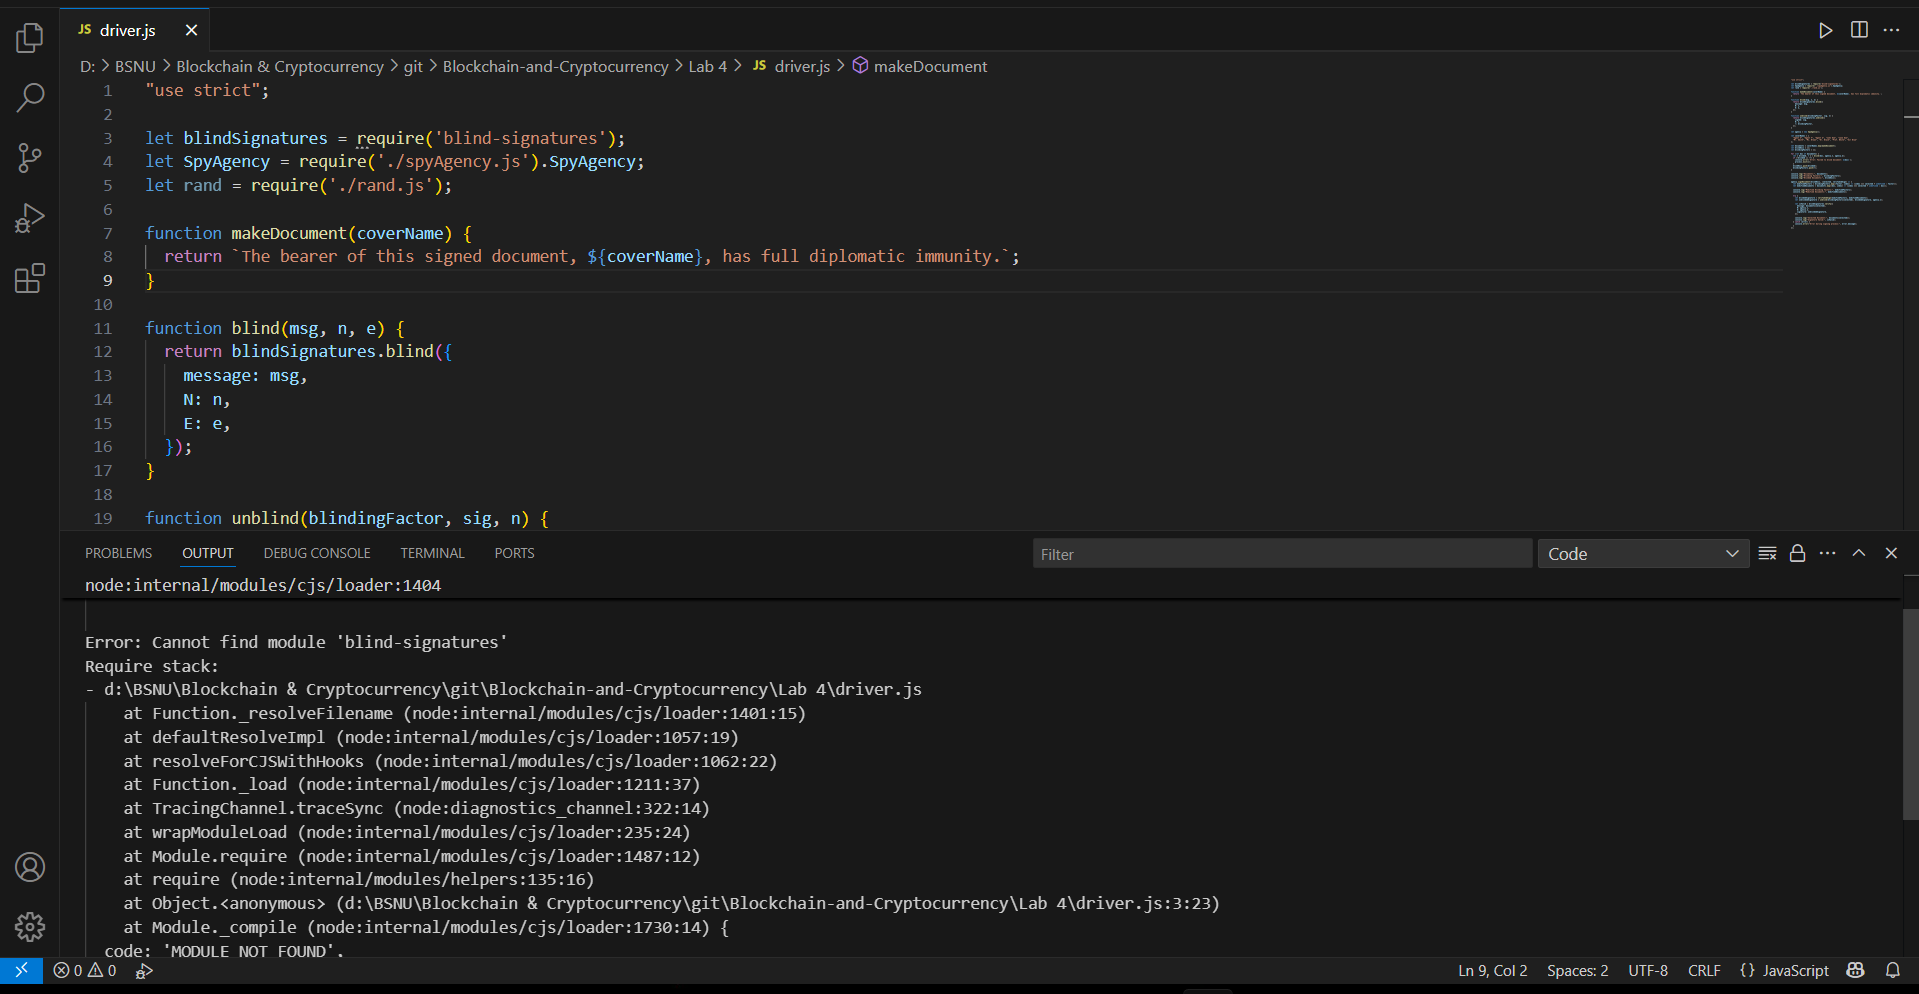 JS driver.js
D: > BSNU > Blockchain & Cryptocurrency > git > Blockchain-and-Cryptocurrency > Lab 4 > JS driver.js > makeDocument
1 "use strict";
2
3 let blindSignatures = require('blind-signatures');
4 let SpyAgency = require('./spyAgency.js').SpyAgency;
5 let rand = require('./rand.js');
6
7 function makeDocument(coverName) {
8 return `The bearer of this signed document, ${coverName}, has full diplomatic immunity.`;
9 }
10
11 function blind(msg, n, e) {
12 return blindSignatures.blind({
13 message: msg,
14 N: n,
15 E: e,
16 });
17 }
18
19 function unblind(blindingFactor, sig, n) {
PROBLEMS OUTPUT DEBUG CONSOLE TERMINAL PORTS Filter Code
node:internal/modules/cjs/loader:1404
Error: Cannot find module 'blind-signatures'
Require stack:
- d:\BSNU\Blockchain & Cryptocurrency\git\Blockchain-and-Cryptocurrency\Lab 4\driver.js
at Function._resolveFilename (node:internal/modules/cjs/loader:1401:15)
at defaultResolveImpl (node:internal/modules/cjs/loader:1057:19)
at resolveForCJSWithHooks (node:internal/modules/cjs/loader:1062:22)
at Function._load (node:internal/modules/cjs/loader:1211:37)
at TracingChannel.traceSync (node:diagnostics_channel:322:14)
at wrapModuleLoad (node:internal/modules/cjs/loader:235:24)
at Module.require (node:internal/modules/cjs/loader:1487:12)
at require (node:internal/modules/helpers:135:16)
at Object.<anonymous> (d:\BSNU\Blockchain & Cryptocurrency\git\Blockchain-and-Cryptocurrency\Lab 4\driver.js:3:23)
at Module._compile (node:internal/modules/cjs/loader:1730:14) {
code: 'MODULE_NOT_FOUND',
0 0 Ln 9, Col 2 Spaces: 2 UTF-8 CRLF {} JavaScript